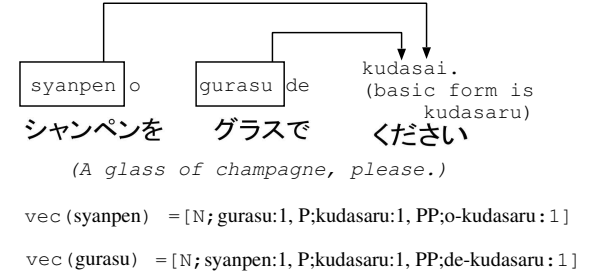 syanpen o gurasu de kudasai.
(basic form is
kudasaru)
シャンペンを グラスで ください
(A glass of champagne, please.)
vec(syanpen) =[N;gurasu:1, P;kudasaru:1, PP;o-kudasaru:1]
vec(gurasu) =[N;syanpen:1, P;kudasaru:1, PP;de-kudasaru:1]